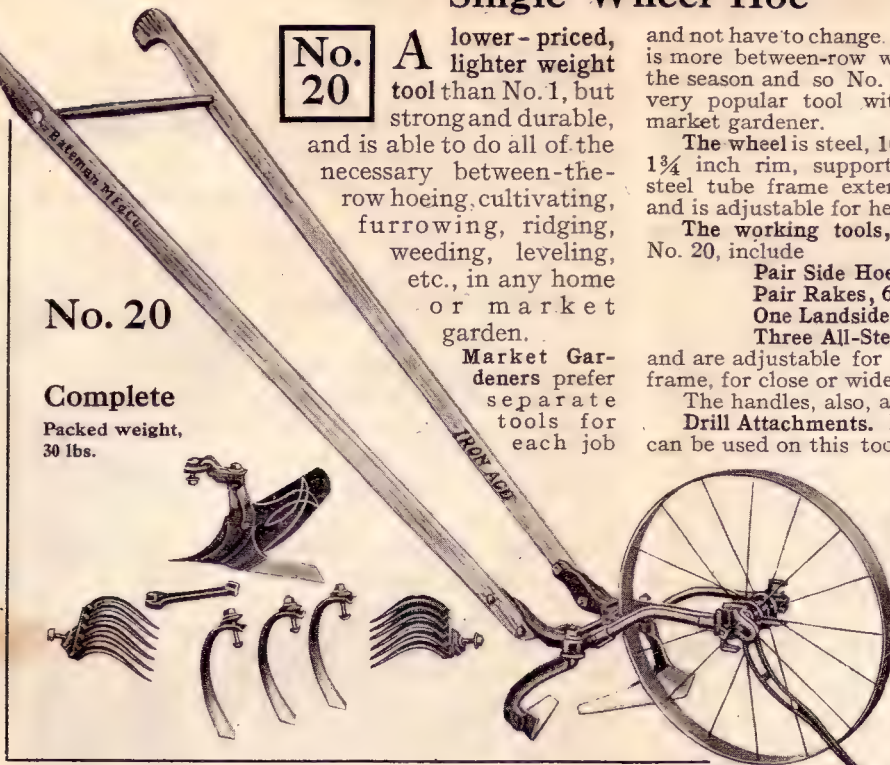 Single Wheel Hoe
No.
20
A lower-priced,
lighter weight
tool than No. 1, but
strong and durable,
and is able to do all of the
necessary between-the-
row hoeing, cultivating,
furrowing, ridging,
weeding, leveling,
etc., in any home
or market
garden.
Market Gar-
deners prefer
separate
tools for
each job
and not have to change.
is more between-row w
the season and so No.
very popular tool wit
market gardener.
The wheel is steel, 1
1¾ inch rim, support
steel tube frame exter
and is adjustable for he
The working tools,
No. 20, include
Pair Side Hoe
Pair Rakes, 6
One Landside
Three All-Ste
and are adjustable for
frame, for close or wide
The handles, also, a
Drill Attachments.
can be used on this too
Bateman M'f'g Co
IRON AGE
No. 20
Complete
Packed weight,
30 lbs.